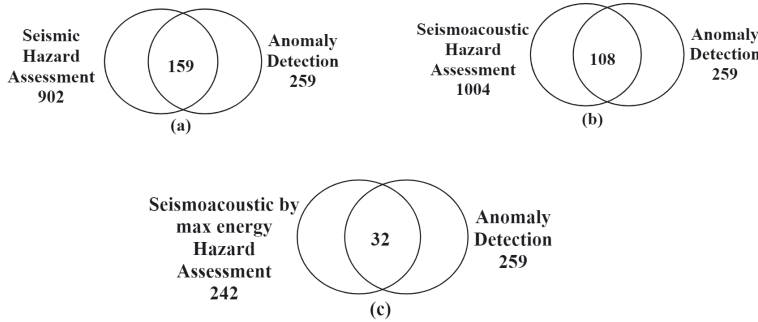 Seismic
Hazard
Assessment
902
159
Anomaly
Detection
259
(a)
Seismoacoustic
Hazard
Assessment
1004
108
Anomaly
Detection
259
(b)
Seismoacoustic by
max energy
Hazard
Assessment
242
32
Anomaly
Detection
259
(c)